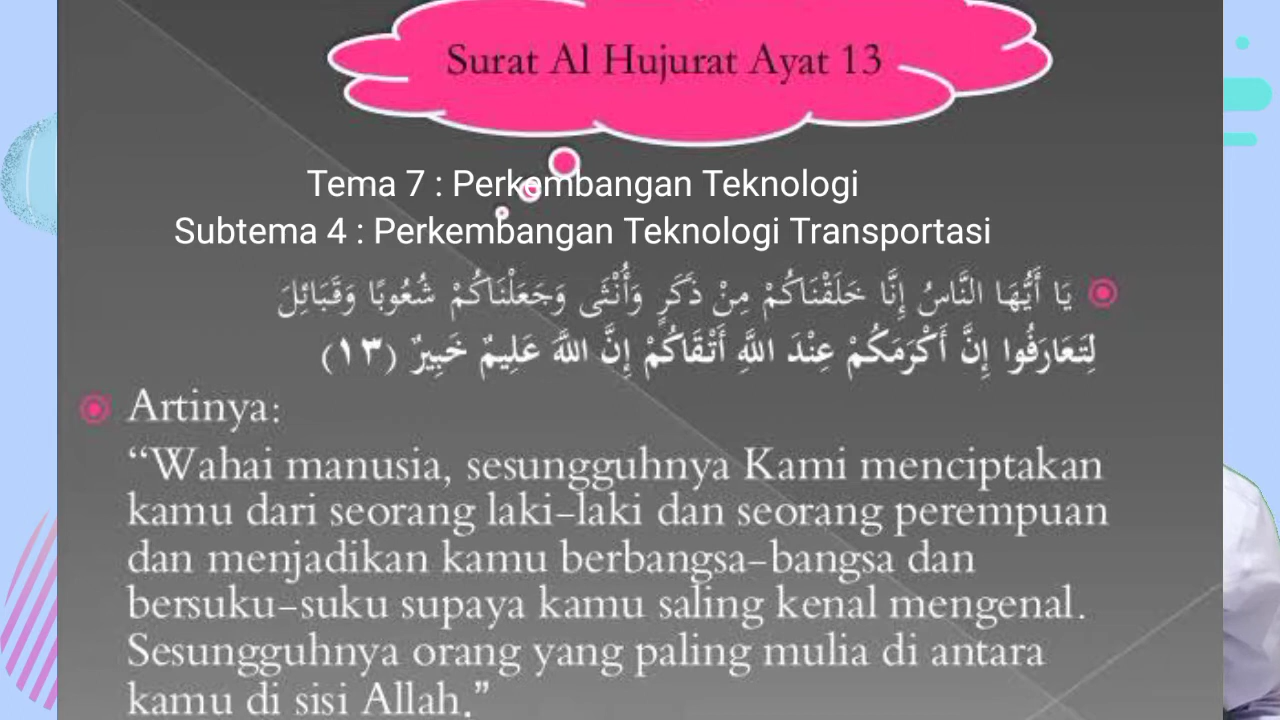 Surat Al Hujurat Ayat 13
Tema 7 : Perkembangan Teknologi
Subtema 4 : Perkembangan Teknologi Transportasi
يَا أَيُّهَا النَّاسُ إِنَّا خَلَقْنَاكُمْ مِنْ ذَكَرٍ وَأُنْثَى وَجَعَلْنَاكُمْ شُعُوبًا وَقَبَائِلَ
لِتَعَارَفُوا إِنَّ أَكْرَمَكُمْ عِنْدَ اللَّهِ أَتْقَاكُمْ إِنَّ اللَّهَ عَلِيمٌ خَبِيرٌ (١٣)
Artinya:
“Wahai manusia, sesungguhnya Kami menciptakan
kamu dari seorang laki-laki dan seorang perempuan
dan menjadikan kamu berbangsa-bangsa dan
bersuku-suku supaya kamu saling kenal mengenal.
Sesungguhnya orang yang paling mulia di antara
kamu di sisi Allah.”